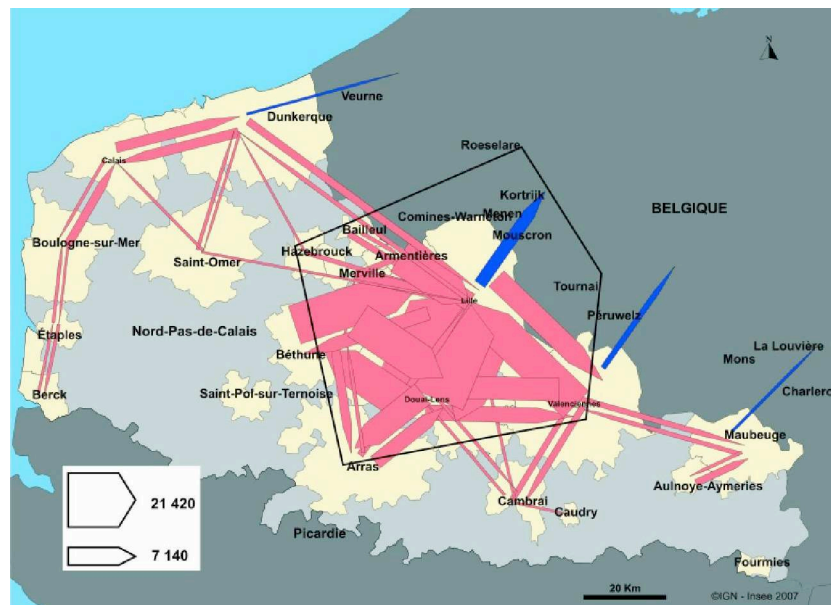 N
Veurne
Dunkerque
Roeselare
Calais
Kortrijk
Menen
BELGIQUE
Comines-Warneton
Bailleul
Mouscron
Boulogne-sur-Mer
Hazebrouck
Armentières
Saint-Omer
Merville
Tournai
Lille
Péruwelz
Nord-Pas-de-Calais
Étaples
La Louvière
Béthune
Mons
Berck
Saint-Pol-sur-Ternoise
Douai-Lens
Valenciennes
Charlero
Maubeuge
Arras
Aulnoye-Aymeries
Cambrai
21 420
Caudry
Picardie
7 140
Fourmies
20 Km
©IGN - Insee 2007